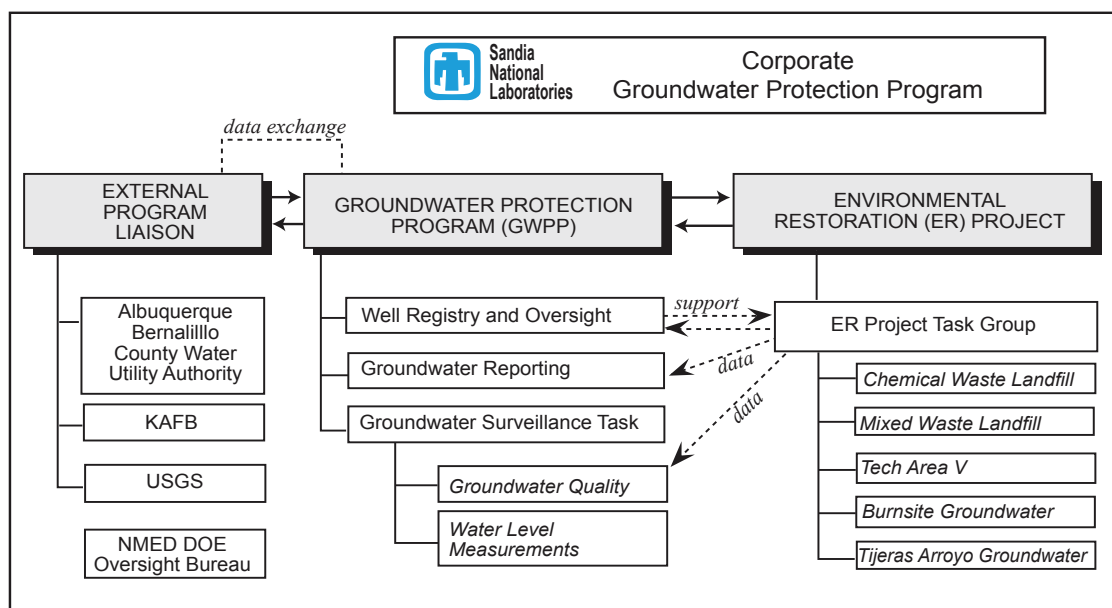 Sandia
National
Laboratories
Corporate
Groundwater Protection Program
data exchange
EXTERNAL
PROGRAM
LIAISON
GROUNDWATER PROTECTION
PROGRAM (GWPP)
ENVIRONMENTAL
RESTORATION (ER) PROJECT
Albuquerque
Bernalilllo
County Water
Utility Authority
KAFB
USGS
NMED DOE
Oversight Bureau
Well Registry and Oversight
Groundwater Reporting
Groundwater Surveillance Task
Groundwater Quality
Water Level
Measurements
support
data
data
ER Project Task Group
Chemical Waste Landfill
Mixed Waste Landfill
Tech Area V
Burnsite Groundwater
Tijeras Arroyo Groundwater